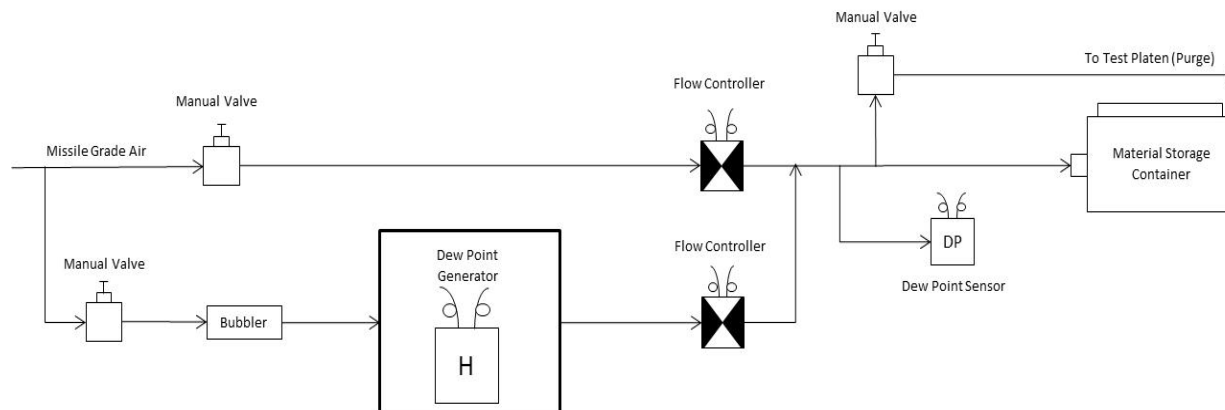 Manual Valve
To Test Platen (Purge)
Flow Controller
Manual Valve
Missile Grade Air
Material Storage
Container
Dew Point
Generator
Flow Controller
DP
Manual Valve
Dew Point Sensor
Bubbler
H